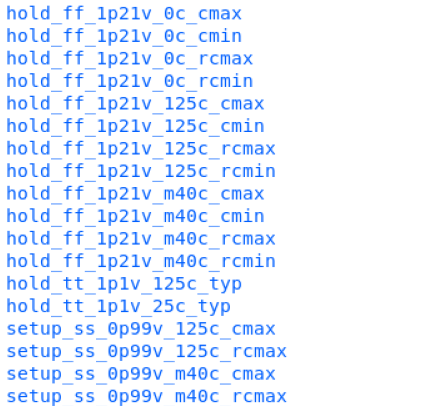 hold_ff_1p21v_0c_cmax
hold_ff_1p21v_0c_cmin
hold_ff_1p21v_0c_rcmax
hold_ff_1p21v_0c_rcmin
hold_ff_1p21v_125c_cmax
hold_ff_1p21v_125c_cmin
hold_ff_1p21v_125c_rcmax
hold_ff_1p21v_125c_rcmin
hold_ff_1p21v_m40c_cmax
hold_ff_1p21v_m40c_cmin
hold_ff_1p21v_m40c_rcmax
hold_ff_1p21v_m40c_rcmin
hold_tt_1p1v_125c_typ
hold_tt_1p1v_25c_typ
setup_ss_0p99v_125c_cmax
setup_ss_0p99v_125c_rcmax
setup_ss_0p99v_m40c_cmax
setup_ss_0p99v_m40c_rcmax